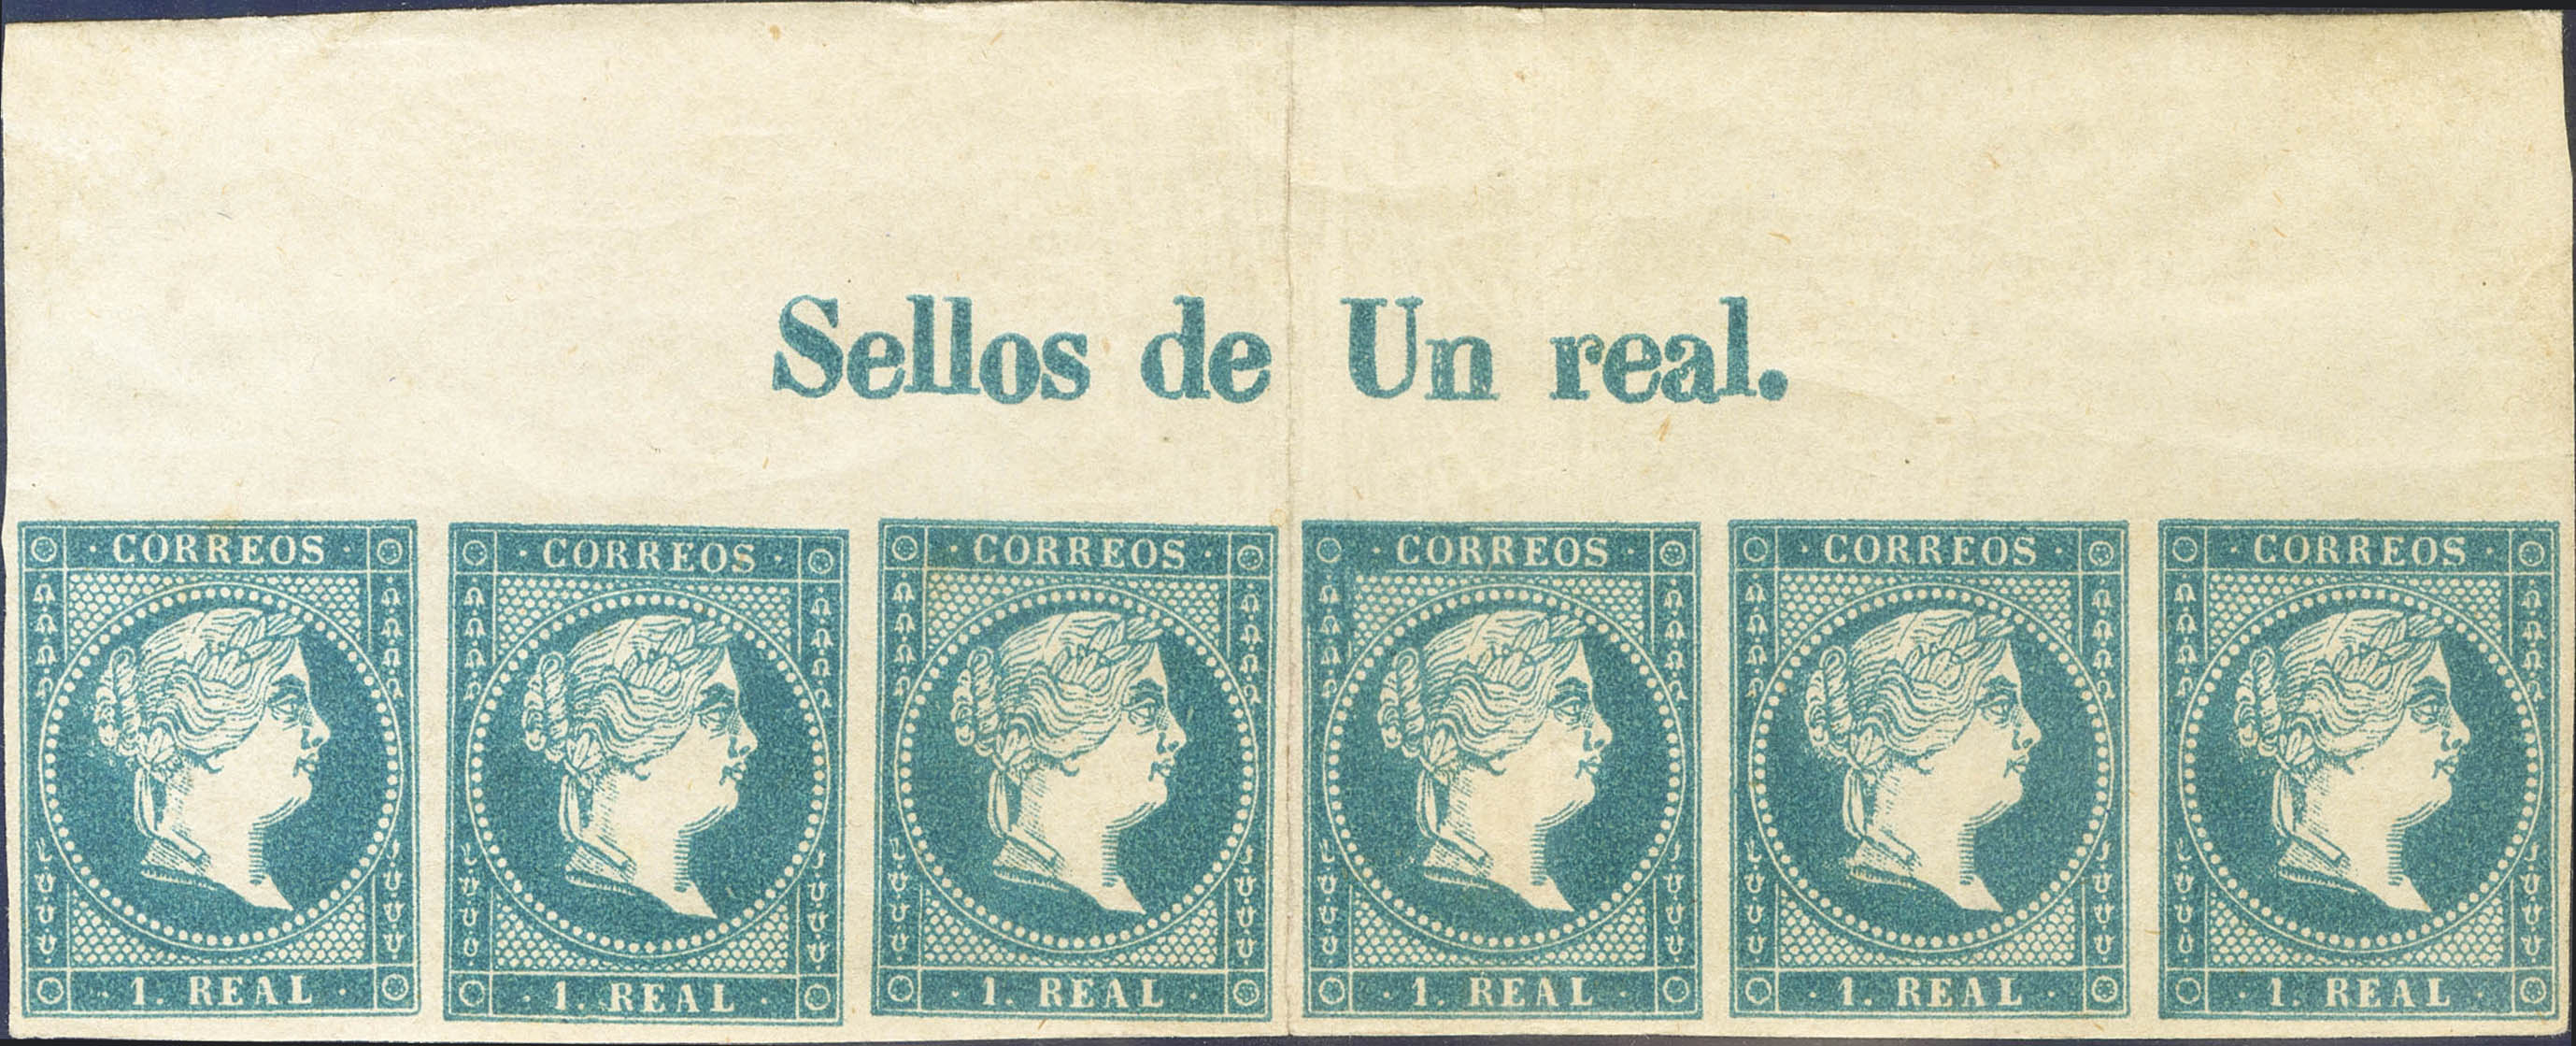 Sellos de Un real.
· CORREOS · · CORREOS · · CORREOS · · CORREOS · · CORREOS · · CORREOS ·
· 1. REAL · · 1. REAL · · 1. REAL · · 1. REAL · · 1. REAL · · 1. REAL ·